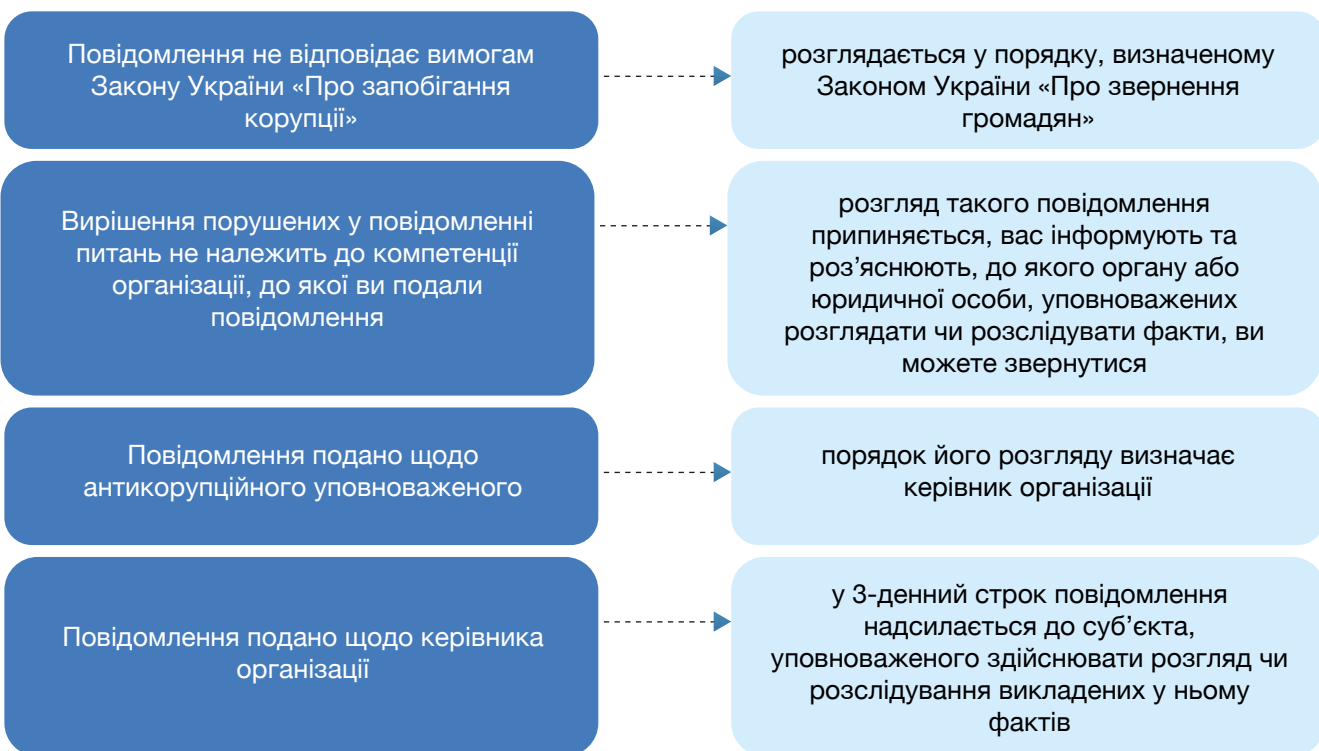 Повідомлення не відповідає вимогам
Закону України «Про запобігання
корупції»
розглядається у порядку, визначеному
Законом України «Про звернення
громадян»
Вирішення порушених у повідомленні
питань не належить до компетенції
організації, до якої ви подали
повідомлення
розгляд такого повідомлення
припиняється, вас інформують та
роз’яснюють, до якого органу або
юридичної особи, уповноважених
розглядати чи розслідувати факти, ви
можете звернутися
Повідомлення подано щодо
антикорупційного уповноваженого
порядок його розгляду визначає
керівник організації
Повідомлення подано щодо керівника
організації
у 3-денний строк повідомлення
надсилається до суб’єкта,
уповноваженого здійснювати розгляд чи
розслідування викладених у ньому
фактів